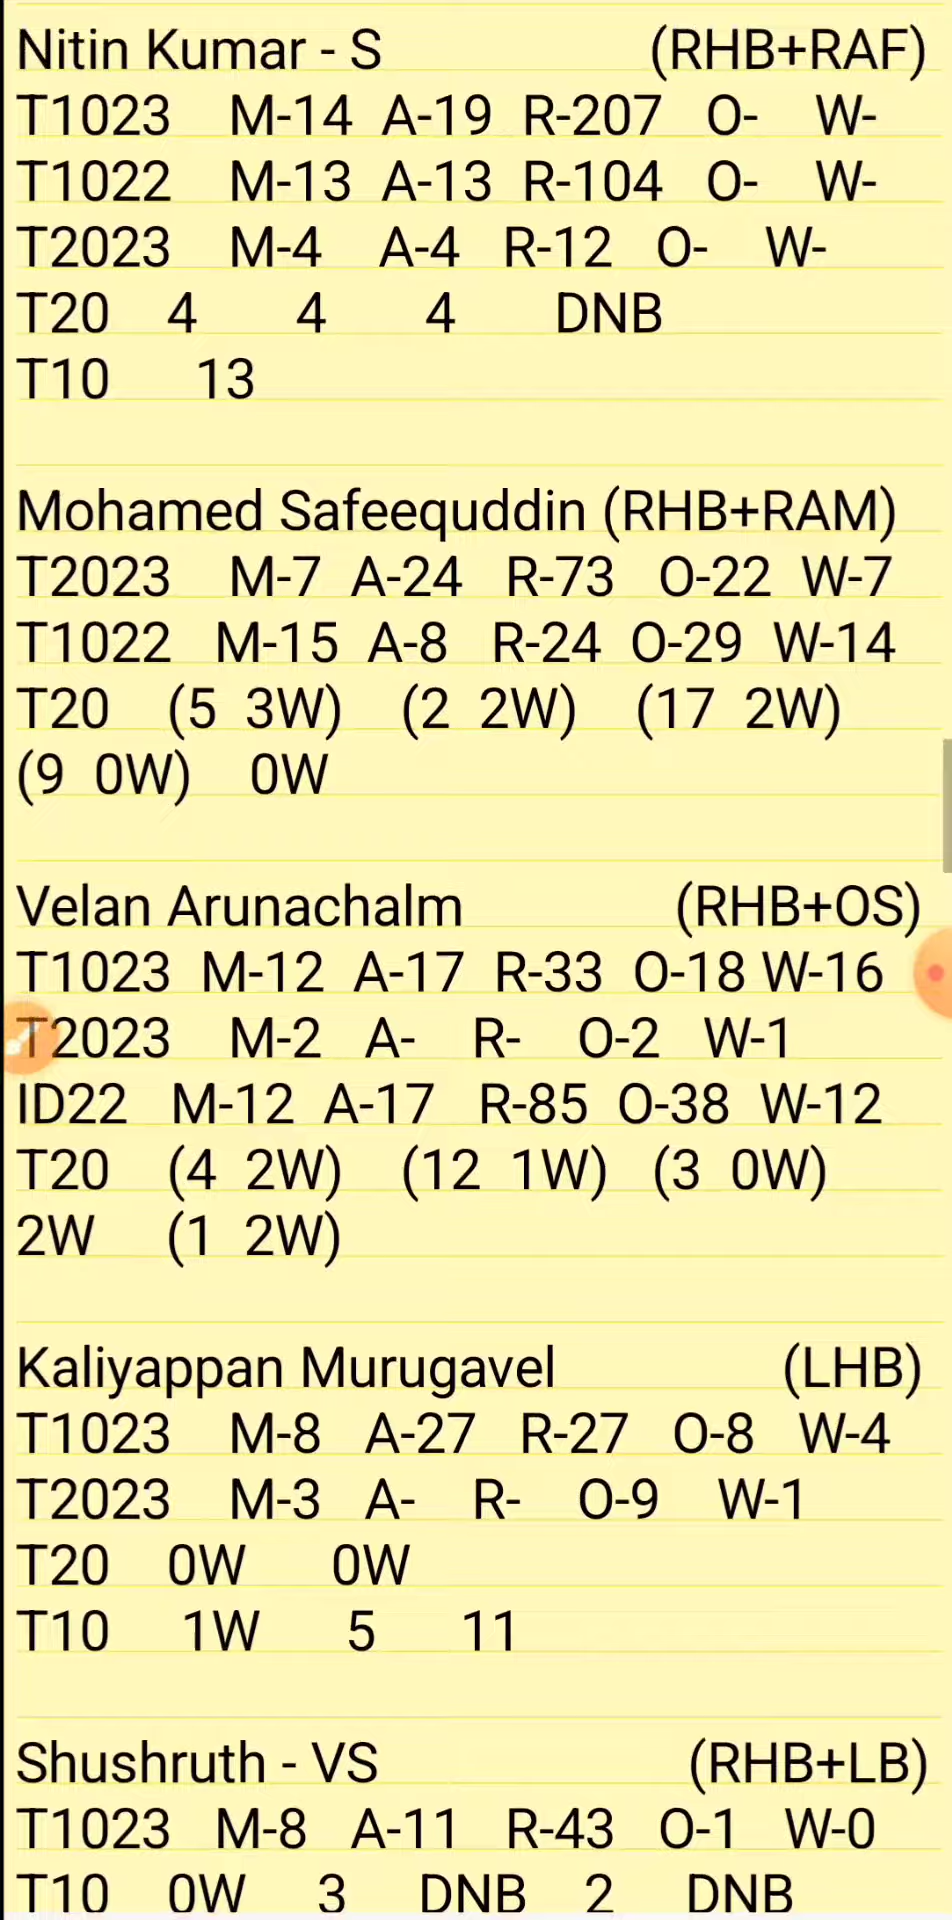 Nitin Kumar - S (RHB+RAF)
T1023 M-14 A-19 R-207 O- W-
T1022 M-13 A-13 R-104 O- W-
T2023 M-4 A-4 R-12 O- W-
T20 4 4 4 DNB
T10 13
Mohamed Safeequddin (RHB+RAM)
T2023 M-7 A-24 R-73 O-22 W-7
T1022 M-15 A-8 R-24 O-29 W-14
T20 (5 3W) (2 2W) (17 2W)
(9 0W) 0W
Velan Arunachalm (RHB+OS)
T1023 M-12 A-17 R-33 O-18 W-16
T2023 M-2 A- R- O-2 W-1
ID22 M-12 A-17 R-85 O-38 W-12
T20 (4 2W) (12 1W) (3 0W)
2W (1 2W)
Kaliyappan Murugavel (LHB)
T1023 M-8 A-27 R-27 O-8 W-4
T2023 M-3 A- R- O-9 W-1
T20 0W 0W
T10 1W 5 11
Shushruth - VS (RHB+LB)
T1023 M-8 A-11 R-43 O-1 W-0
T10 0W 3 DNB 2 DNB